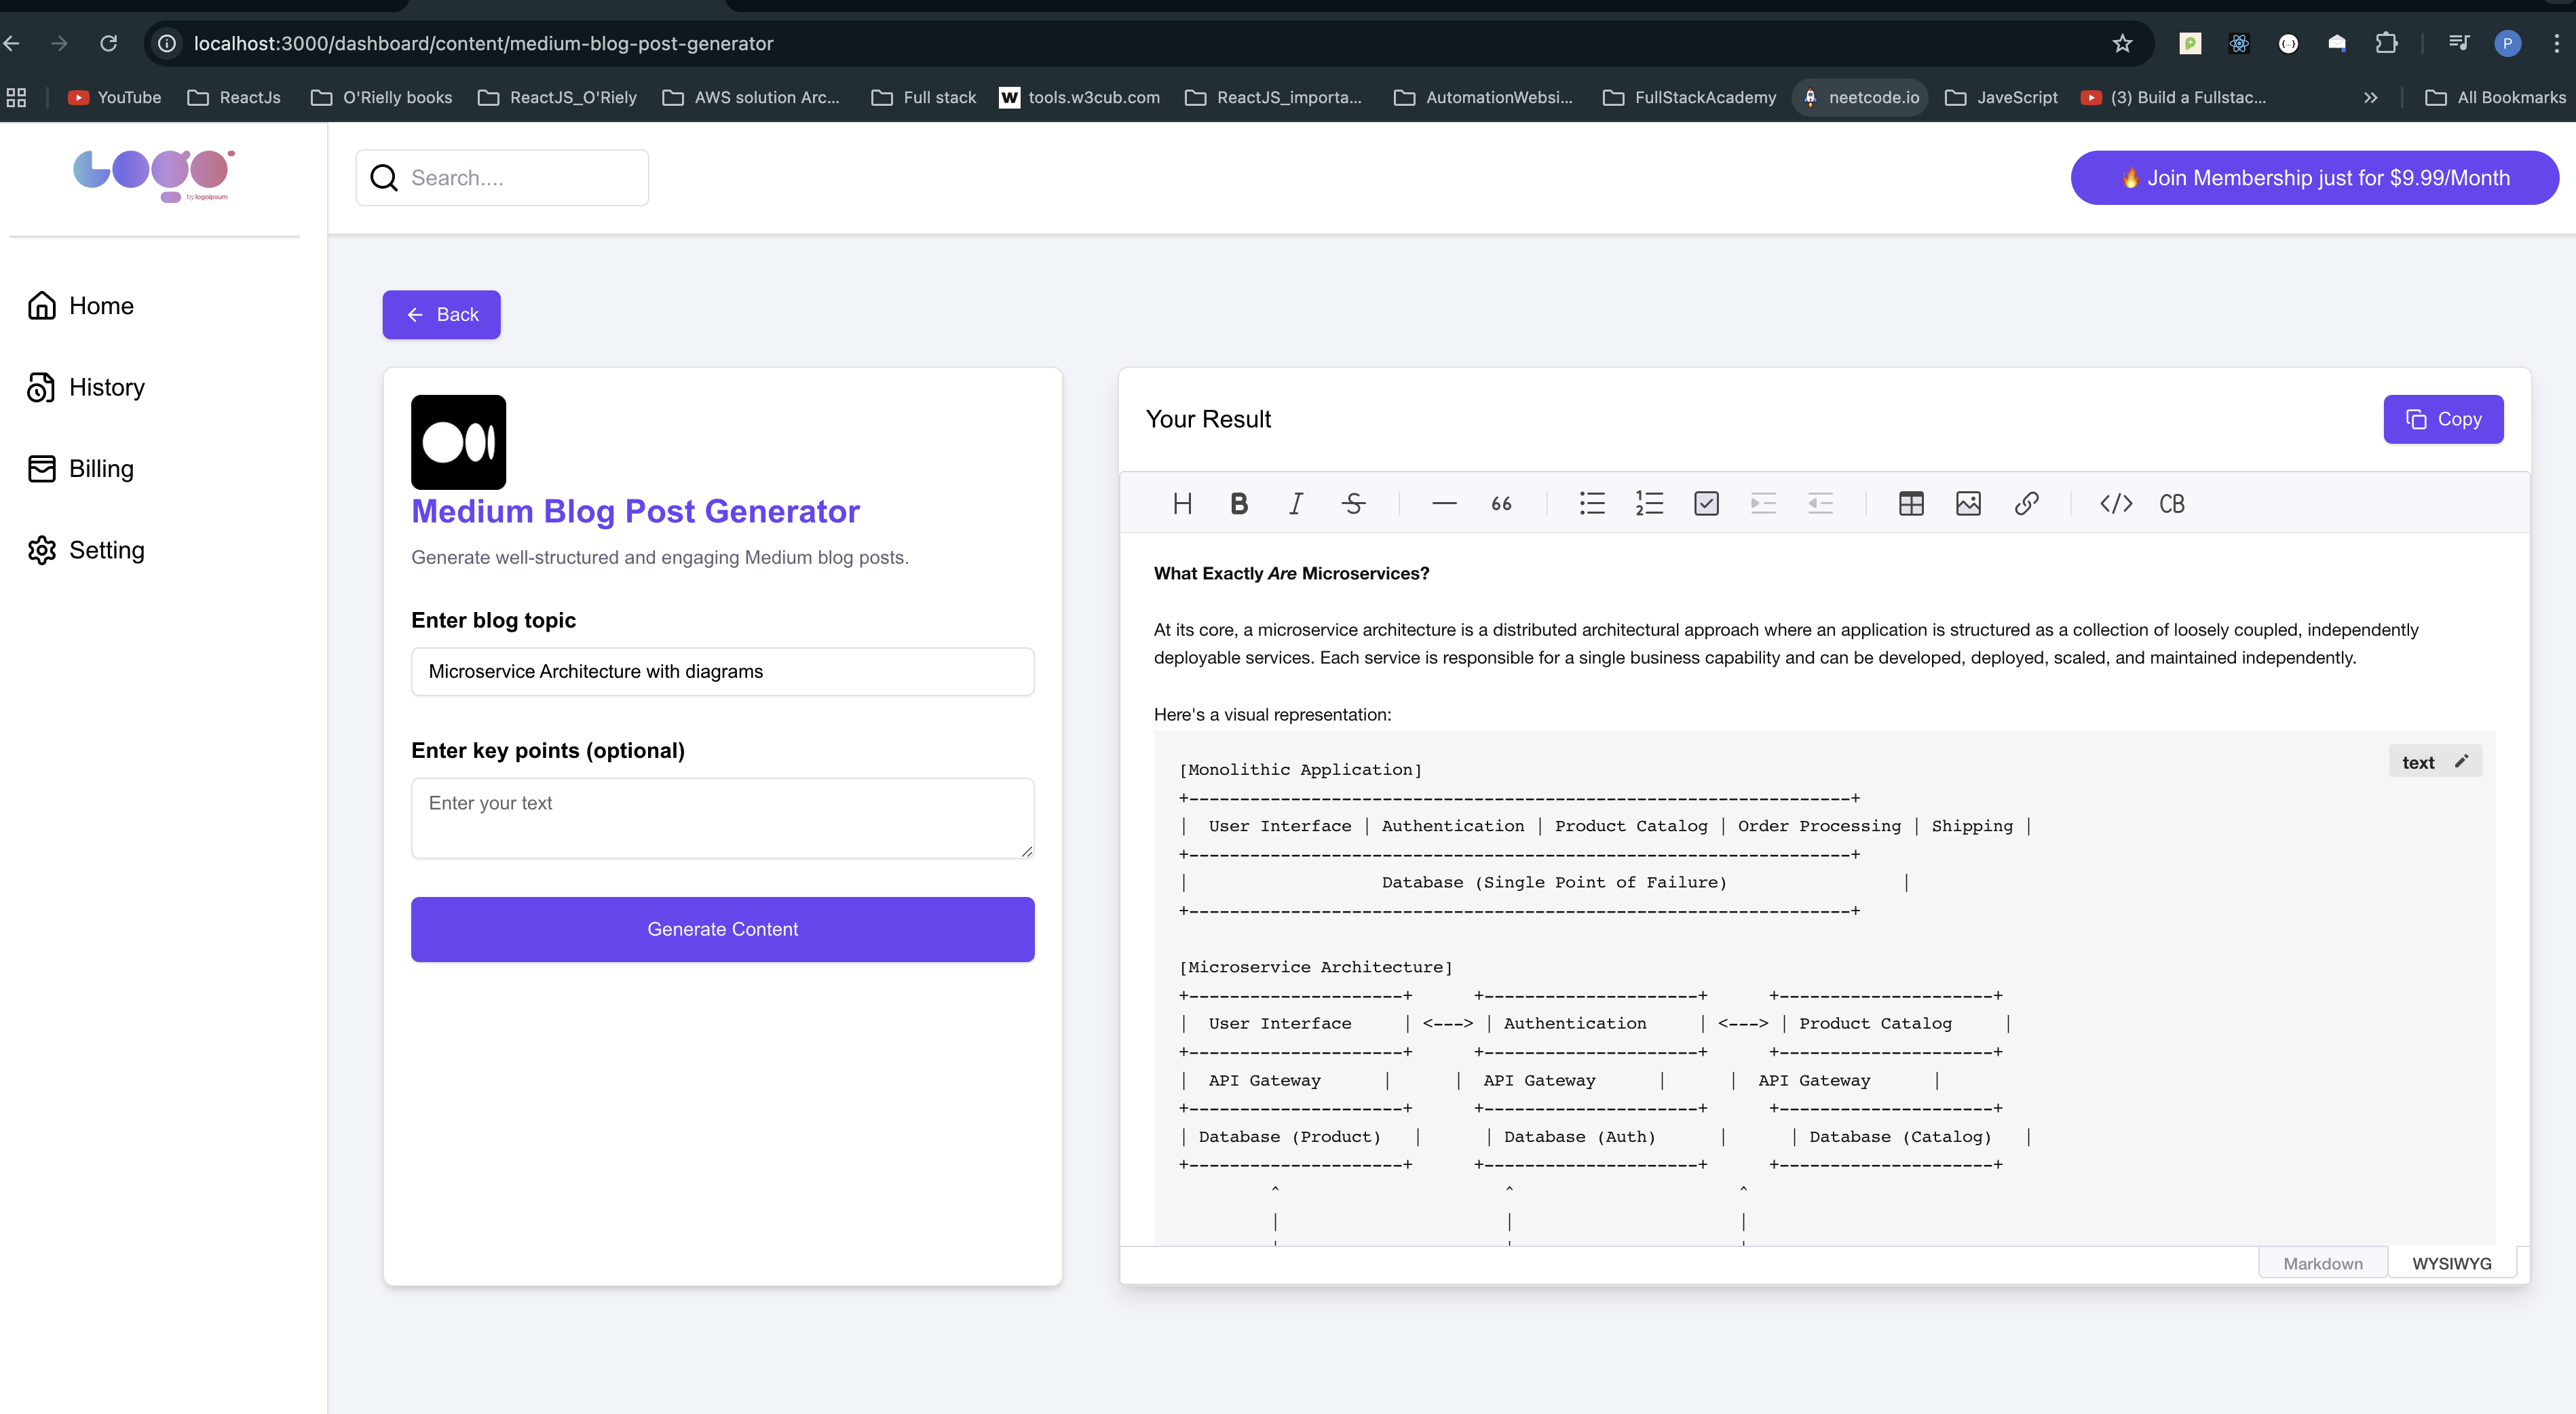 localhost:3000/dashboard/content/medium-blog-post-generator
P
YouTube ReactJs O'Rielly books ReactJS_O'Riely AWS solution Arc... Full stack W tools.w3cub.com ReactJS_importa... AutomationWebsi... FullStackAcademy neetcode.io JaveScript (3) Build a Fullstac... >> All Bookmarks
Logo
by logoipsum
Search....
🔥 Join Membership just for $9.99/Month
Home
History
Billing
Setting
Back
Medium Blog Post Generator
Generate well-structured and engaging Medium blog posts.
Enter blog topic
Microservice Architecture with diagrams
Enter key points (optional)
Enter your text
Generate Content
Your Result
Copy
H B I S — 66 </> CB
What Exactly Are Microservices?
At its core, a microservice architecture is a distributed architectural approach where an application is structured as a collection of loosely coupled, independently
deployable services. Each service is responsible for a single business capability and can be developed, deployed, scaled, and maintained independently.
Here's a visual representation:
text
[Monolithic Application]
+-----------------------------------------------------------------+
|  User Interface | Authentication | Product Catalog | Order Processing | Shipping |
+-----------------------------------------------------------------+
|                   Database (Single Point of Failure)                 |
+-----------------------------------------------------------------+
[Microservice Architecture]
+---------------------+      +---------------------+      +---------------------+
|  User Interface     | <---> | Authentication     | <---> | Product Catalog     |
+---------------------+      +---------------------+      +---------------------+
|  API Gateway      |      |  API Gateway      |      |  API Gateway      |
+---------------------+      +---------------------+      +---------------------+
| Database (Product)   |      | Database (Auth)      |      | Database (Catalog)   |
+---------------------+      +---------------------+      +---------------------+
         ^                      ^                      ^
         |                      |                      |
Markdown WYSIWYG